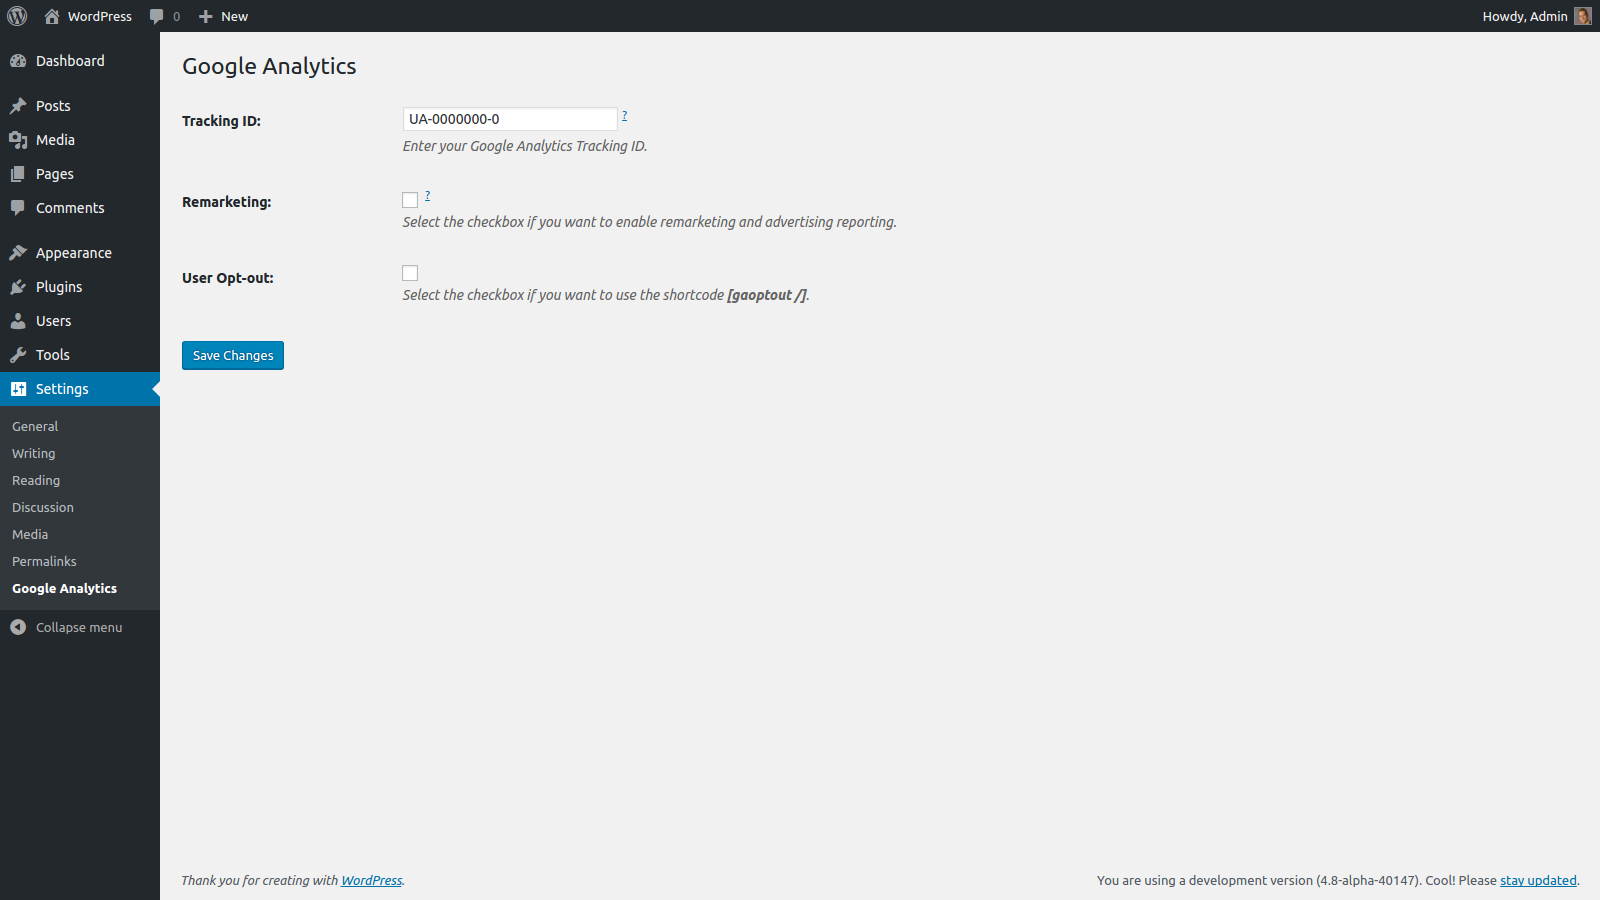 WordPress 0 New Howdy, Admin
Dashboard
Posts
Media
Pages
Comments
Appearance
Plugins
Users
Tools
Settings
General
Writing
Reading
Discussion
Media
Permalinks
Google Analytics
Collapse menu
Google Analytics
Tracking ID: UA-0000000-0 ?
Enter your Google Analytics Tracking ID.
Remarketing: ?
Select the checkbox if you want to enable remarketing and advertising reporting.
User Opt-out:
Select the checkbox if you want to use the shortcode [gaoptout /].
Save Changes
Thank you for creating with WordPress. You are using a development version (4.8-alpha-40147). Cool! Please stay updated.